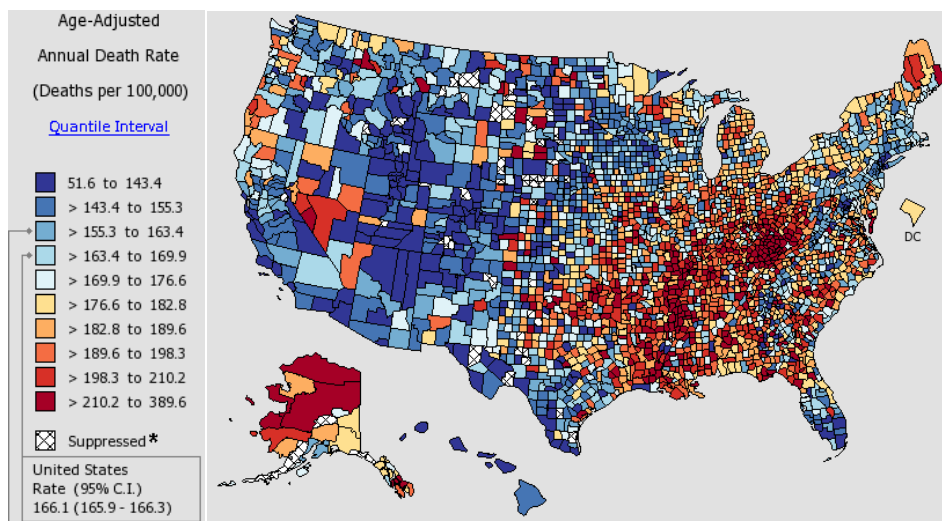 Age-Adjusted
Annual Death Rate
(Deaths per 100,000)
Quantile Interval
51.6 to 143.4
> 143.4 to 155.3
> 155.3 to 163.4
> 163.4 to 169.9
> 169.9 to 176.6
> 176.6 to 182.8
> 182.8 to 189.6
> 189.6 to 198.3
> 198.3 to 210.2
> 210.2 to 389.6
Suppressed*
United States
Rate (95% C.I.)
166.1 (165.9 - 166.3)
DC